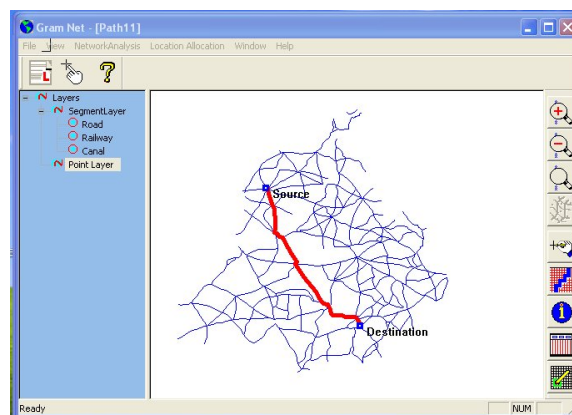 Gram Net - [Path11]
File View NetworkAnalysis Location Allocation Window Help
L
?
Layers
SegmentLayer
Road
Railway
Canal
Point Layer
Source
Destination
i
Ready
NUM